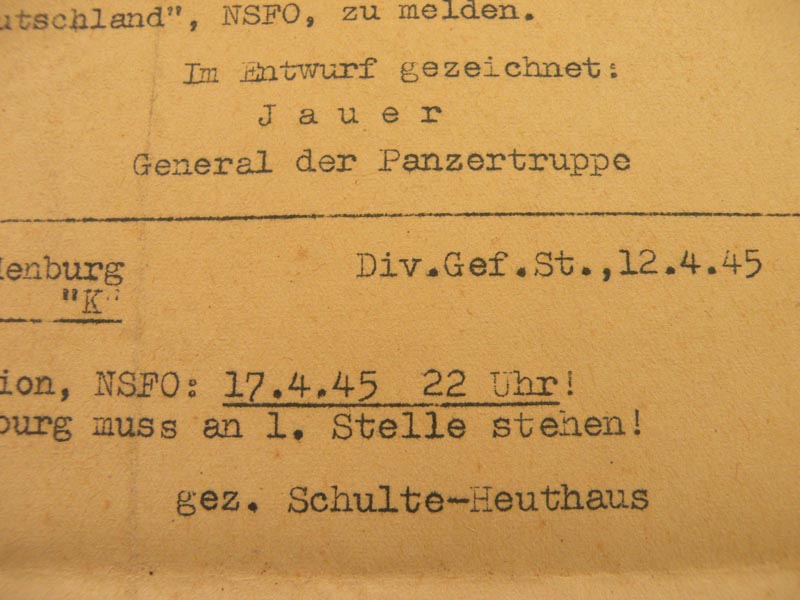 utschland", NSFO, zu melden.
Im Entwurf gezeichnet:
J a u e r
General der Panzertruppe
denburg Div.Gef.St.,12.4.45
"K"
ion, NSFO: 17.4.45 22 Uhr!
burg muss an 1. Stelle stehen!
gez. Schulte-Heuthaus